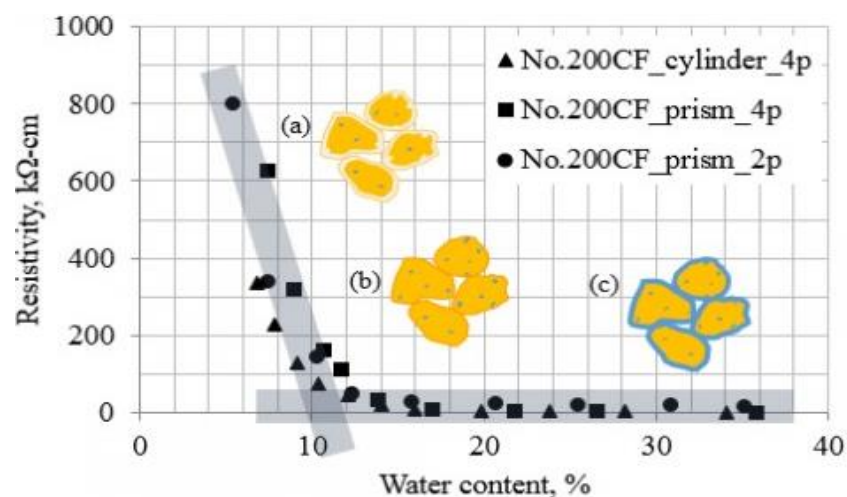 1000
800
600
400
200
0
Resistivity, kΩ-cm
No.200CF_cylinder_4p
No.200CF_prism_4p
No.200CF_prism_2p
(a)
(b)
(c)
0 10 20 30 40
Water content, %